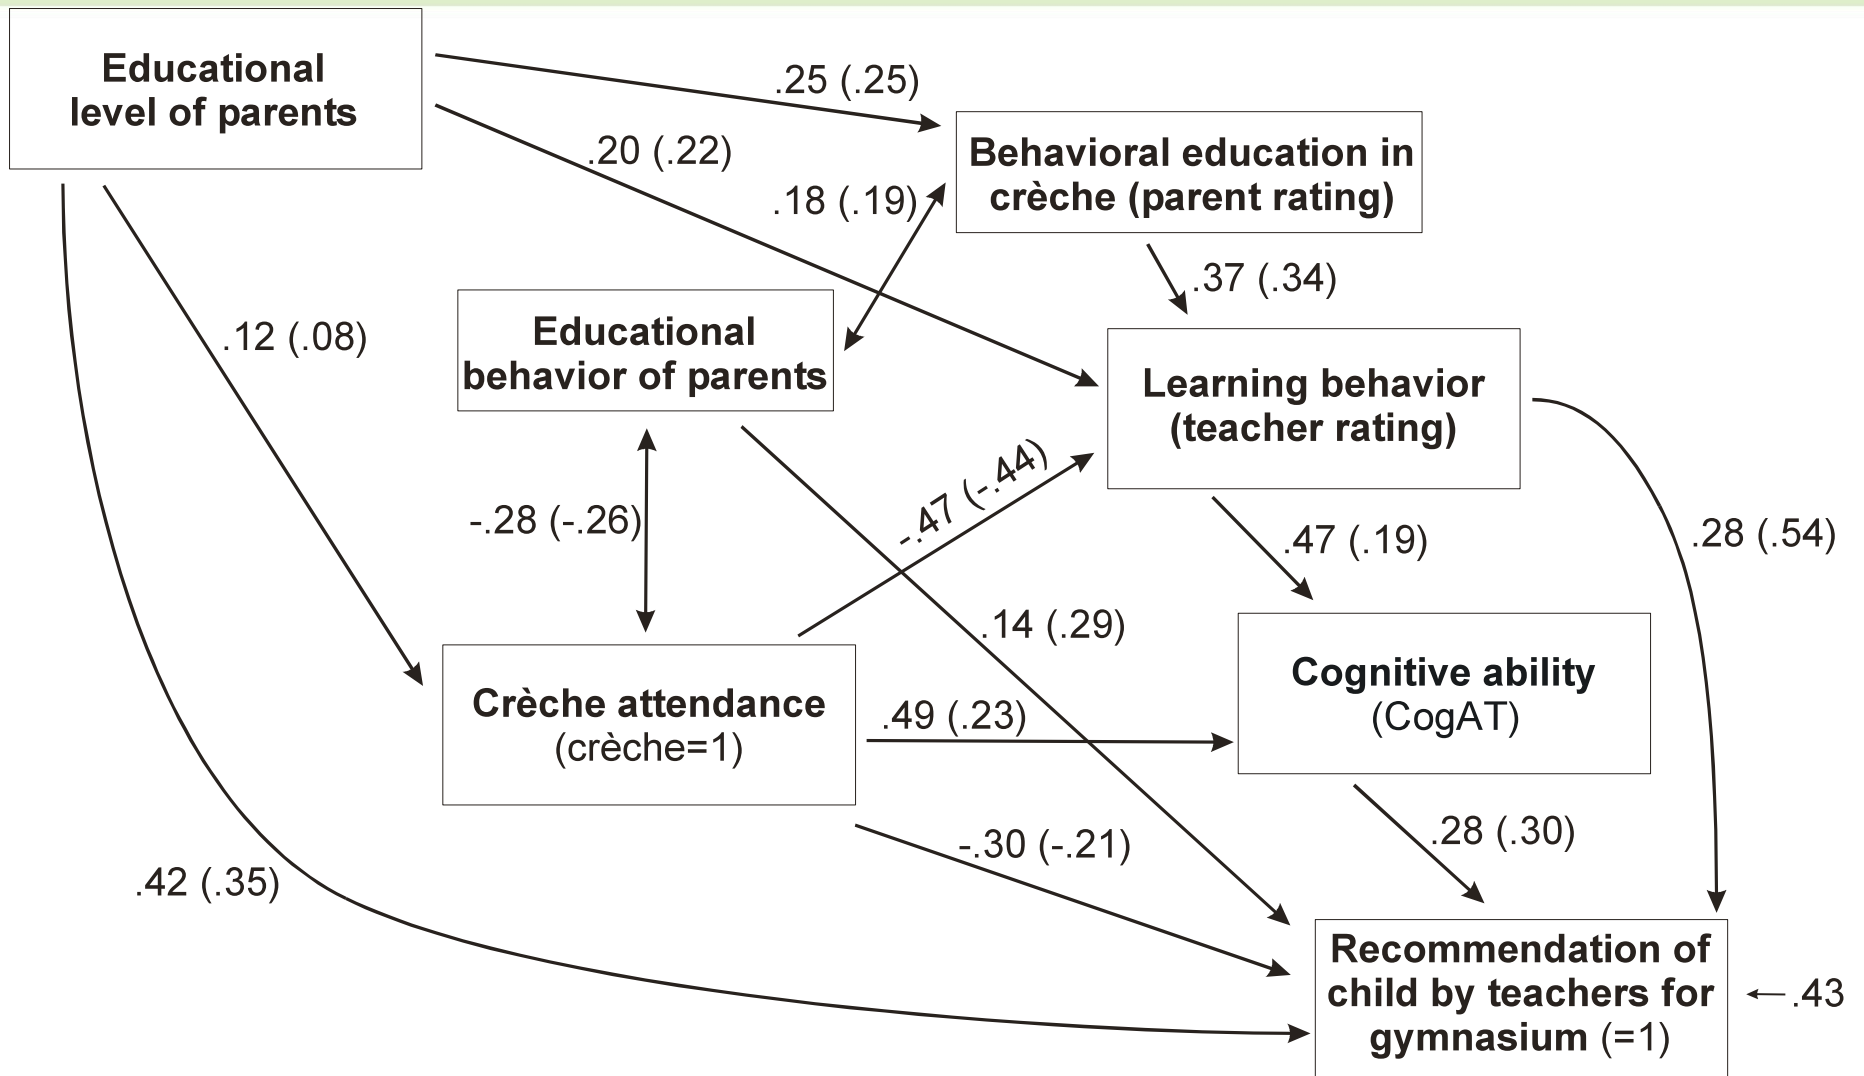 Educational
level of parents
.25 (.25)
.20 (.22)
Behavioral education in
crèche (parent rating)
.18 (.19)
.37 (.34)
.12 (.08)
Educational
behavior of parents
Learning behavior
(teacher rating)
-.28 (-.26)
-.47 (-.44)
.47 (.19)
.28 (.54)
.14 (.29)
Crèche attendance
(crèche=1)
.49 (.23)
Cognitive ability
(CogAT)
-.30 (-.21)
.28 (.30)
.42 (.35)
Recommendation of
child by teachers for
gymnasium (=1)
.43